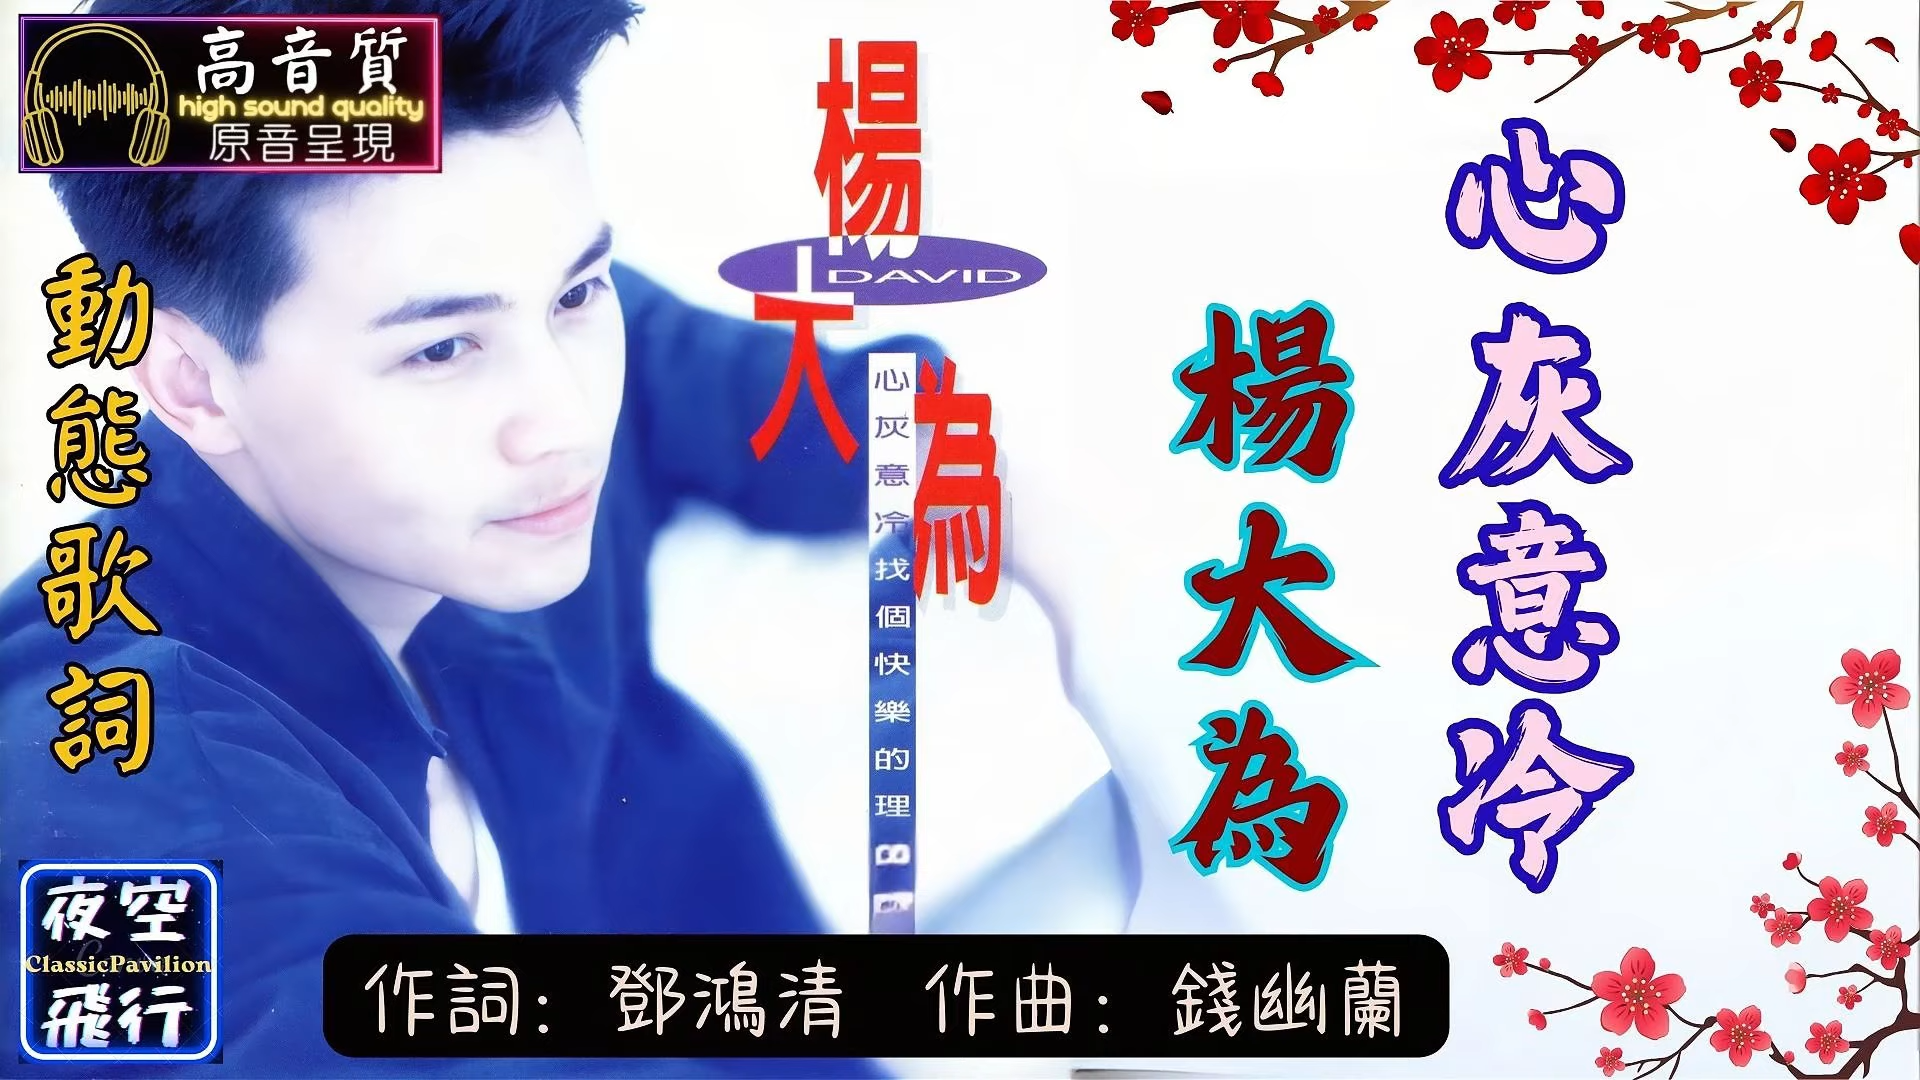 高音質
high sound quality
原音呈現
動態歌詞
楊大為
DAVID
心灰意冷找個快樂的理
心灰意冷
楊大為
夜空
ClassicPavilion
飛行
作詞：鄧鴻清 作曲：錢幽蘭